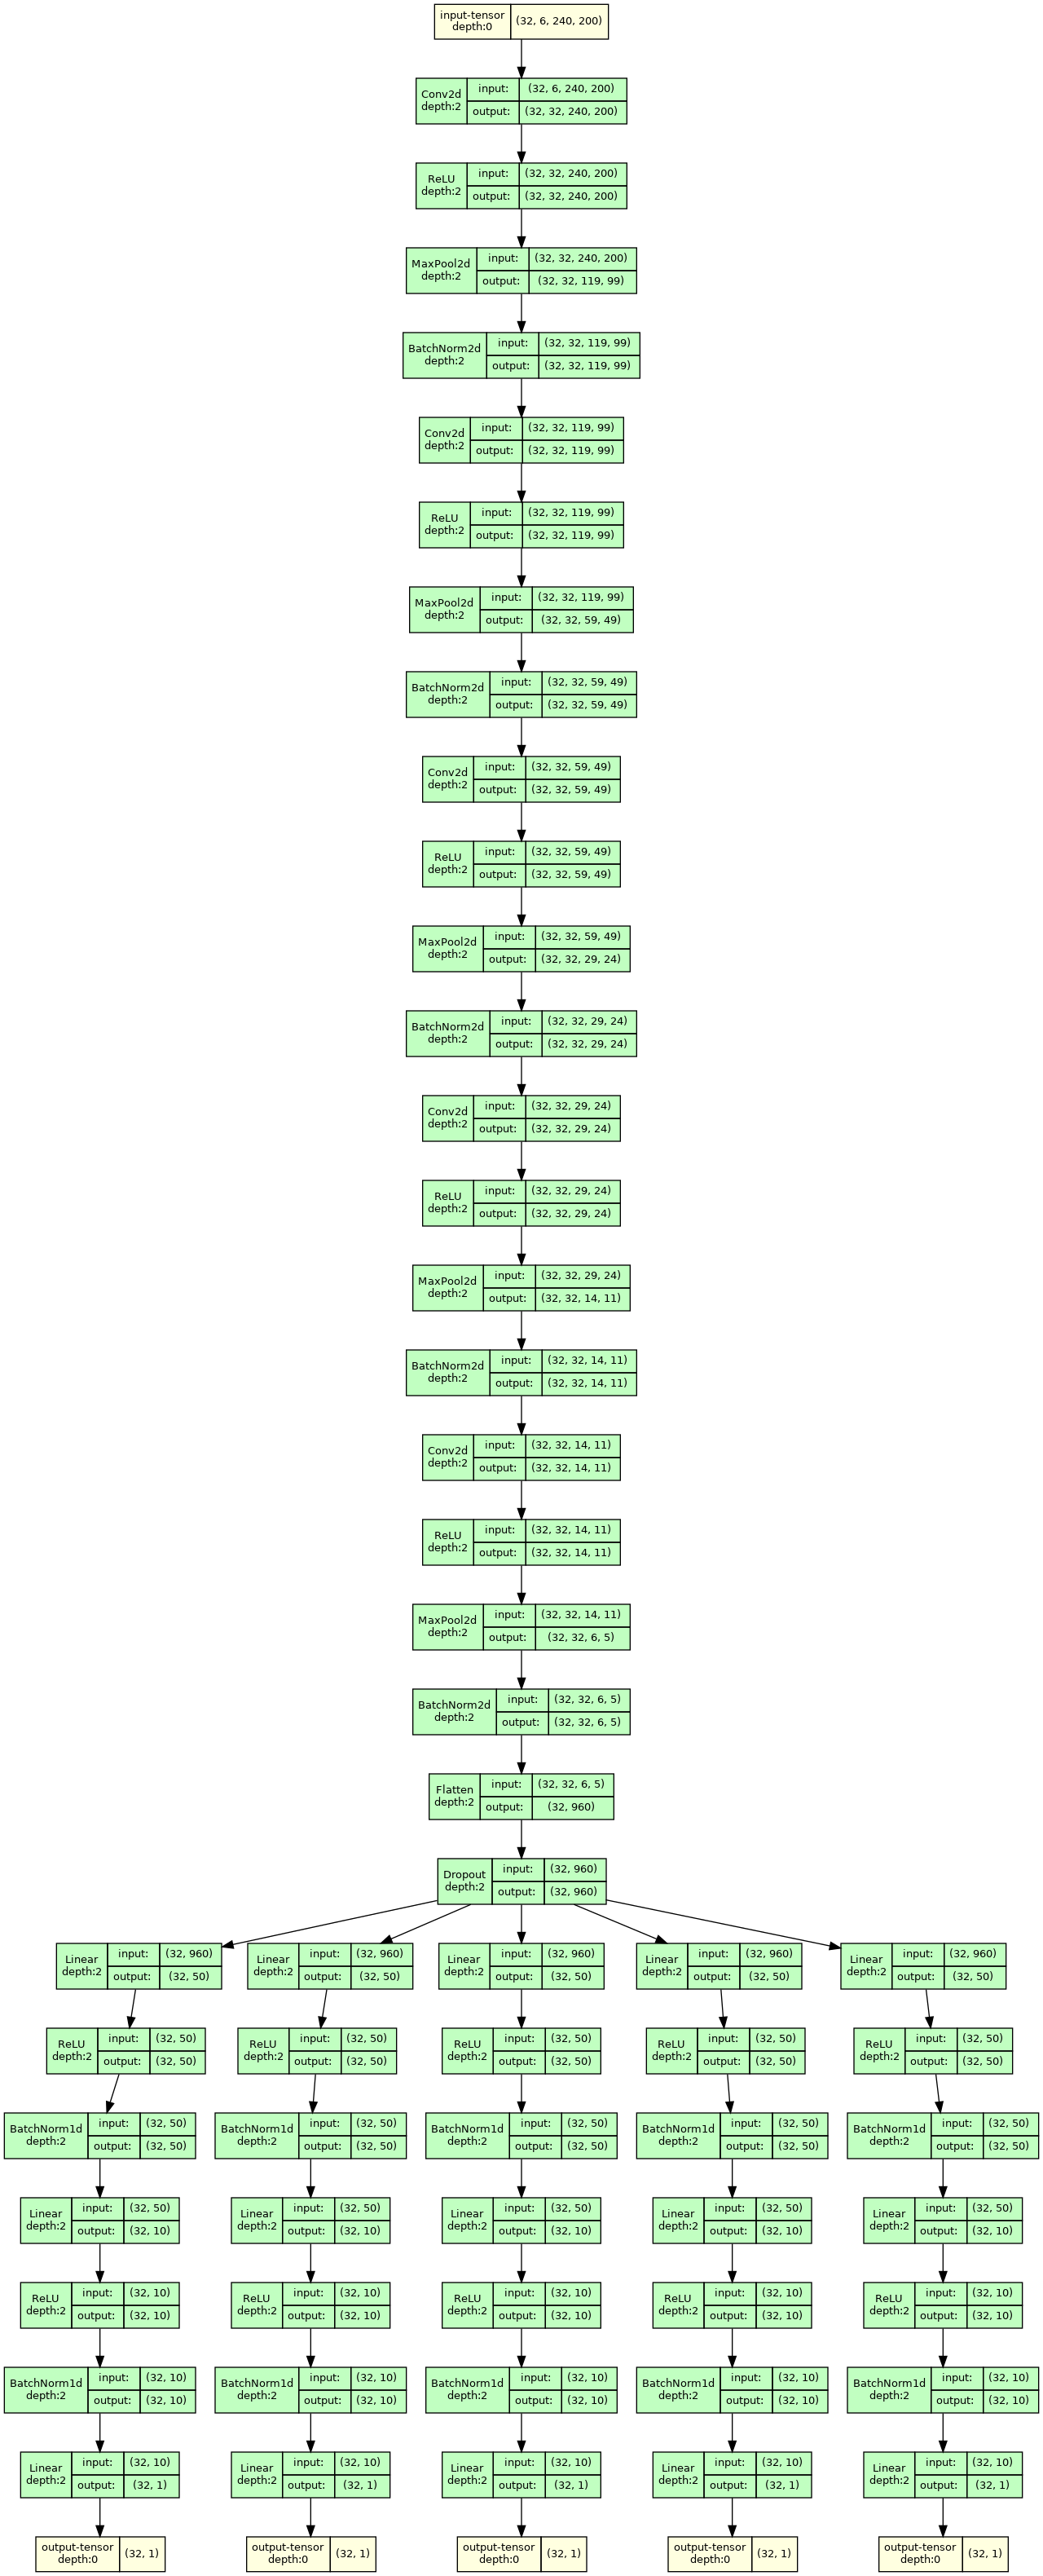 input-tensor
depth:0
(32, 6, 240, 200)
Conv2d
depth:2
input:
(32, 6, 240, 200)
output:
(32, 32, 240, 200)
ReLU
depth:2
input:
(32, 32, 240, 200)
output:
(32, 32, 240, 200)
MaxPool2d
depth:2
input:
(32, 32, 240, 200)
output:
(32, 32, 119, 99)
BatchNorm2d
depth:2
input:
(32, 32, 119, 99)
output:
(32, 32, 119, 99)
Conv2d
depth:2
input:
(32, 32, 119, 99)
output:
(32, 32, 119, 99)
ReLU
depth:2
input:
(32, 32, 119, 99)
output:
(32, 32, 119, 99)
MaxPool2d
depth:2
input:
(32, 32, 119, 99)
output:
(32, 32, 59, 49)
BatchNorm2d
depth:2
input:
(32, 32, 59, 49)
output:
(32, 32, 59, 49)
Conv2d
depth:2
input:
(32, 32, 59, 49)
output:
(32, 32, 59, 49)
ReLU
depth:2
input:
(32, 32, 59, 49)
output:
(32, 32, 59, 49)
MaxPool2d
depth:2
input:
(32, 32, 59, 49)
output:
(32, 32, 29, 24)
BatchNorm2d
depth:2
input:
(32, 32, 29, 24)
output:
(32, 32, 29, 24)
Conv2d
depth:2
input:
(32, 32, 29, 24)
output:
(32, 32, 29, 24)
ReLU
depth:2
input:
(32, 32, 29, 24)
output:
(32, 32, 29, 24)
MaxPool2d
depth:2
input:
(32, 32, 29, 24)
output:
(32, 32, 14, 11)
BatchNorm2d
depth:2
input:
(32, 32, 14, 11)
output:
(32, 32, 14, 11)
Conv2d
depth:2
input:
(32, 32, 14, 11)
output:
(32, 32, 14, 11)
ReLU
depth:2
input:
(32, 32, 14, 11)
output:
(32, 32, 14, 11)
MaxPool2d
depth:2
input:
(32, 32, 14, 11)
output:
(32, 32, 6, 5)
BatchNorm2d
depth:2
input:
(32, 32, 6, 5)
output:
(32, 32, 6, 5)
Flatten
depth:2
input:
(32, 32, 6, 5)
output:
(32, 960)
Dropout
depth:2
input:
(32, 960)
output:
(32, 960)
Linear
depth:2
input:
(32, 960)
output:
(32, 50)
Linear
depth:2
input:
(32, 960)
output:
(32, 50)
Linear
depth:2
input:
(32, 960)
output:
(32, 50)
Linear
depth:2
input:
(32, 960)
output:
(32, 50)
Linear
depth:2
input:
(32, 960)
output:
(32, 50)
ReLU
depth:2
input:
(32, 50)
output:
(32, 50)
ReLU
depth:2
input:
(32, 50)
output:
(32, 50)
ReLU
depth:2
input:
(32, 50)
output:
(32, 50)
ReLU
depth:2
input:
(32, 50)
output:
(32, 50)
ReLU
depth:2
input:
(32, 50)
output:
(32, 50)
BatchNorm1d
depth:2
input:
(32, 50)
output:
(32, 50)
BatchNorm1d
depth:2
input:
(32, 50)
output:
(32, 50)
BatchNorm1d
depth:2
input:
(32, 50)
output:
(32, 50)
BatchNorm1d
depth:2
input:
(32, 50)
output:
(32, 50)
BatchNorm1d
depth:2
input:
(32, 50)
output:
(32, 50)
Linear
depth:2
input:
(32, 50)
output:
(32, 10)
Linear
depth:2
input:
(32, 50)
output:
(32, 10)
Linear
depth:2
input:
(32, 50)
output:
(32, 10)
Linear
depth:2
input:
(32, 50)
output:
(32, 10)
Linear
depth:2
input:
(32, 50)
output:
(32, 10)
ReLU
depth:2
input:
(32, 10)
output:
(32, 10)
ReLU
depth:2
input:
(32, 10)
output:
(32, 10)
ReLU
depth:2
input:
(32, 10)
output:
(32, 10)
ReLU
depth:2
input:
(32, 10)
output:
(32, 10)
ReLU
depth:2
input:
(32, 10)
output:
(32, 10)
BatchNorm1d
depth:2
input:
(32, 10)
output:
(32, 10)
BatchNorm1d
depth:2
input:
(32, 10)
output:
(32, 10)
BatchNorm1d
depth:2
input:
(32, 10)
output:
(32, 10)
BatchNorm1d
depth:2
input:
(32, 10)
output:
(32, 10)
BatchNorm1d
depth:2
input:
(32, 10)
output:
(32, 10)
Linear
depth:2
input:
(32, 10)
output:
(32, 1)
Linear
depth:2
input:
(32, 10)
output:
(32, 1)
Linear
depth:2
input:
(32, 10)
output:
(32, 1)
Linear
depth:2
input:
(32, 10)
output:
(32, 1)
Linear
depth:2
input:
(32, 10)
output:
(32, 1)
output-tensor
depth:0
(32, 1)
output-tensor
depth:0
(32, 1)
output-tensor
depth:0
(32, 1)
output-tensor
depth:0
(32, 1)
output-tensor
depth:0
(32, 1)